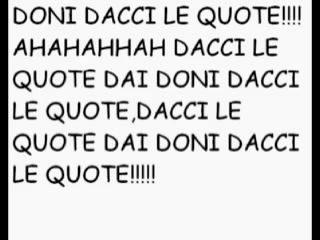 DONI DACCI LE QUOTE!!!!
AHAHAHHAH DACCI LE
QUOTE DAI DONI DACCI
LE QUOTE,DACCI LE
QUOTE DAI DONI DACCI
LE QUOTE!!!!!